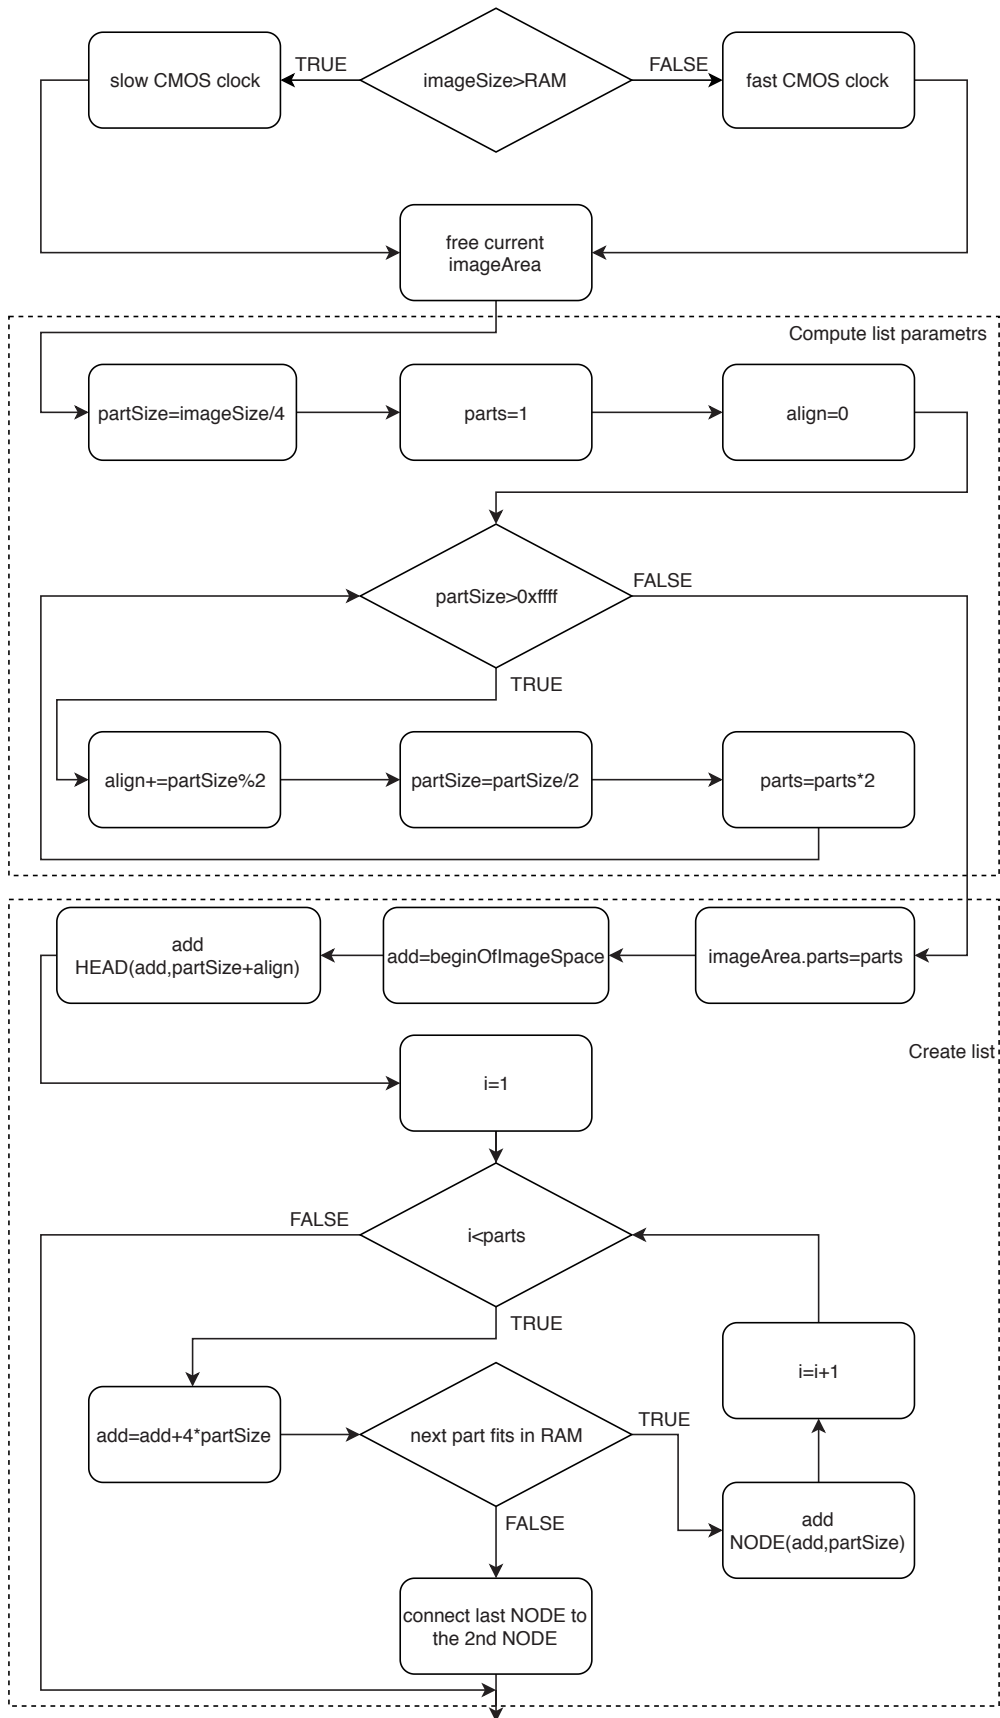 slow CMOS clock
TRUE
imageSize>RAM
FALSE
fast CMOS clock
free current
imageArea
Compute list parametrs
partSize=imageSize/4
parts=1
align=0
partSize>0xffff
FALSE
TRUE
align+=partSize%2
partSize=partSize/2
parts=parts*2
add
HEAD(add,partSize+align)
add=beginOfImageSpace
imageArea.parts=parts
Create list
i=1
FALSE
i<parts
TRUE
i=i+1
add=add+4*partSize
next part fits in RAM
TRUE
FALSE
add
NODE(add,partSize)
connect last NODE to
the 2nd NODE